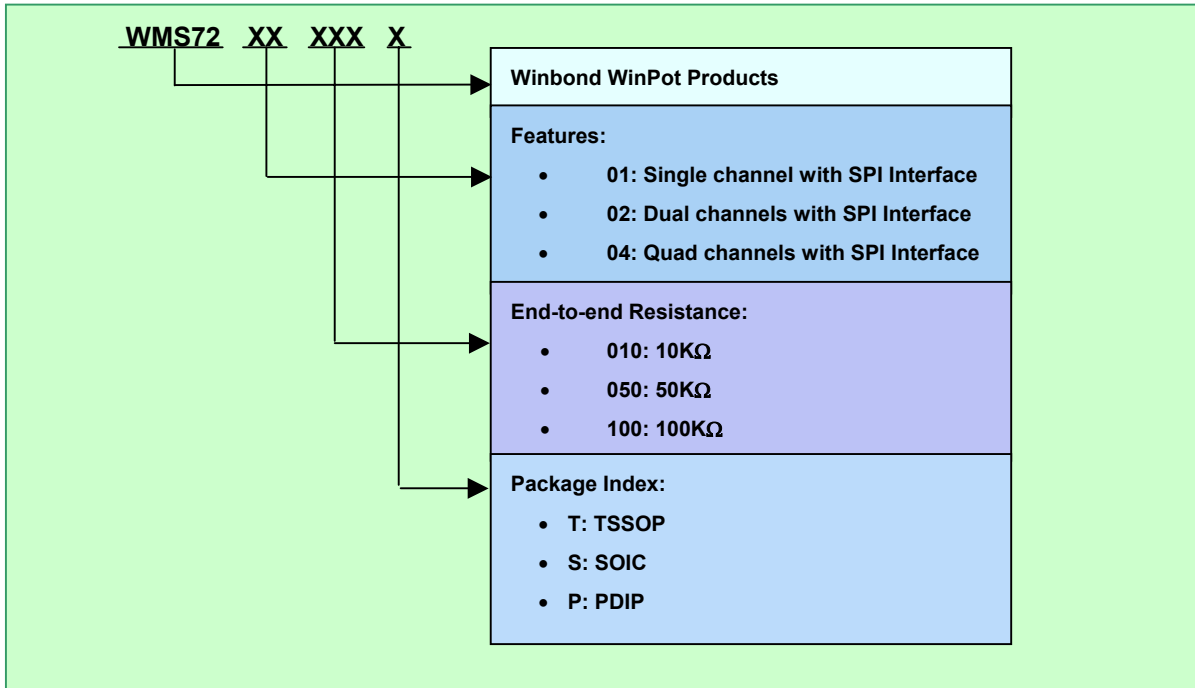 WMS72 XX XXX X
Winbond WinPot Products
Features:
• 01: Single channel with SPI Interface
• 02: Dual channels with SPI Interface
• 04: Quad channels with SPI Interface
End-to-end Resistance:
• 010: 10KΩ
• 050: 50KΩ
• 100: 100KΩ
Package Index:
• T: TSSOP
• S: SOIC
• P: PDIP